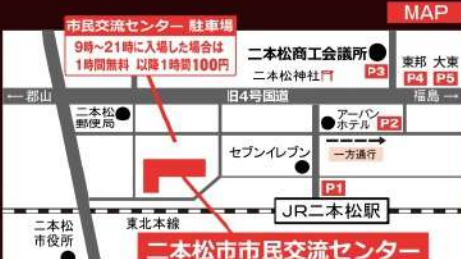 MAP
市民交流センター 駐車場
9時〜21時に入場した場合は
1時間無料 以降1時間100円
二本松商工会議所
二本松神社
P3
東邦 大東
P4 P5
←郡山
旧4号国道
福島→
二本松
郵便局
アーバン
ホテル P2
セブンイレブン
一方通行
P1
JR二本松駅
二本松
市役所
東北本線
二本松市市民交流センター